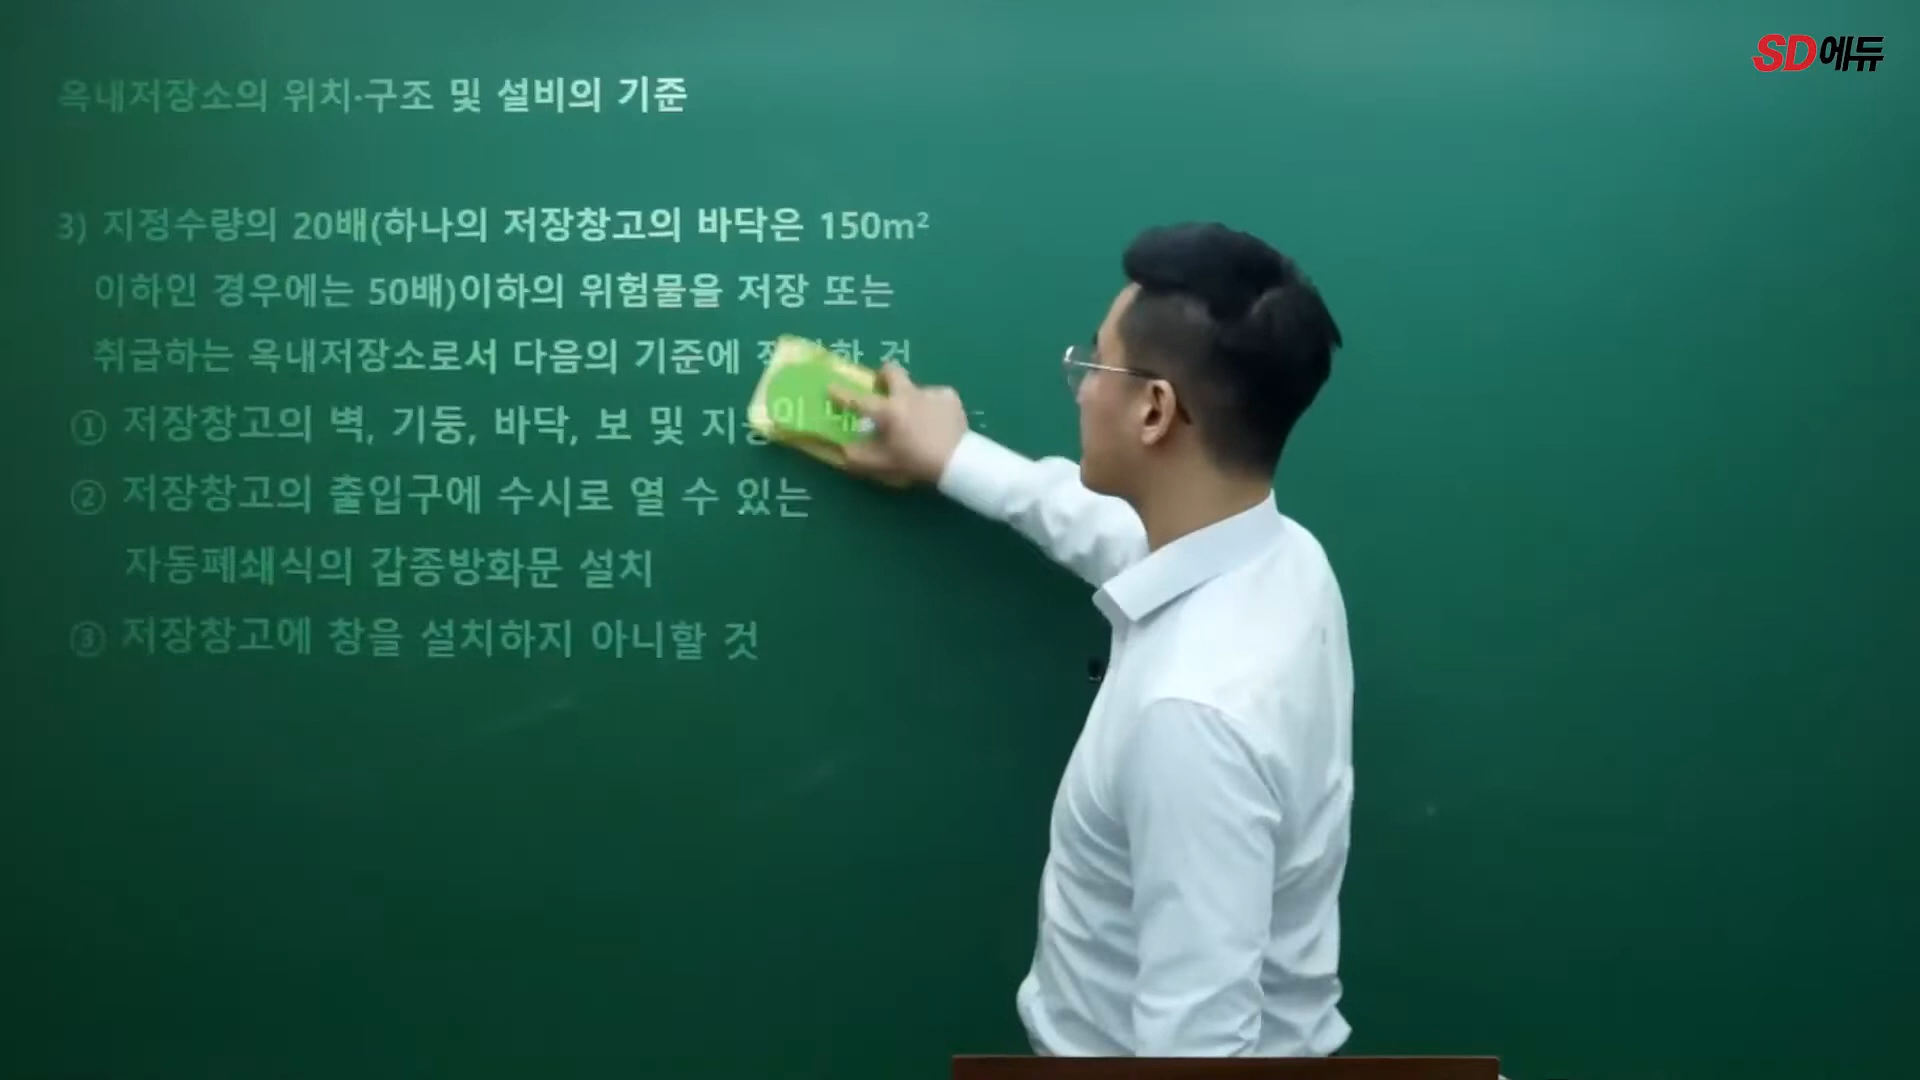 SD에듀
옥내저장소의 위치·구조 및 설비의 기준
3) 지정수량의 20배(하나의 저장창고의 바닥은 150m²
이하인 경우에는 50배)이하의 위험물을 저장 또는
취급하는 옥내저장소로서 다음의 기준에 것
① 저장창고의 벽, 기둥, 바닥, 보 및
② 저장창고의 출입구에 수시로 열 수 있는
자동폐쇄식의 갑종방화문 설치
③ 저장창고에 창을 설치하지 아니할 것